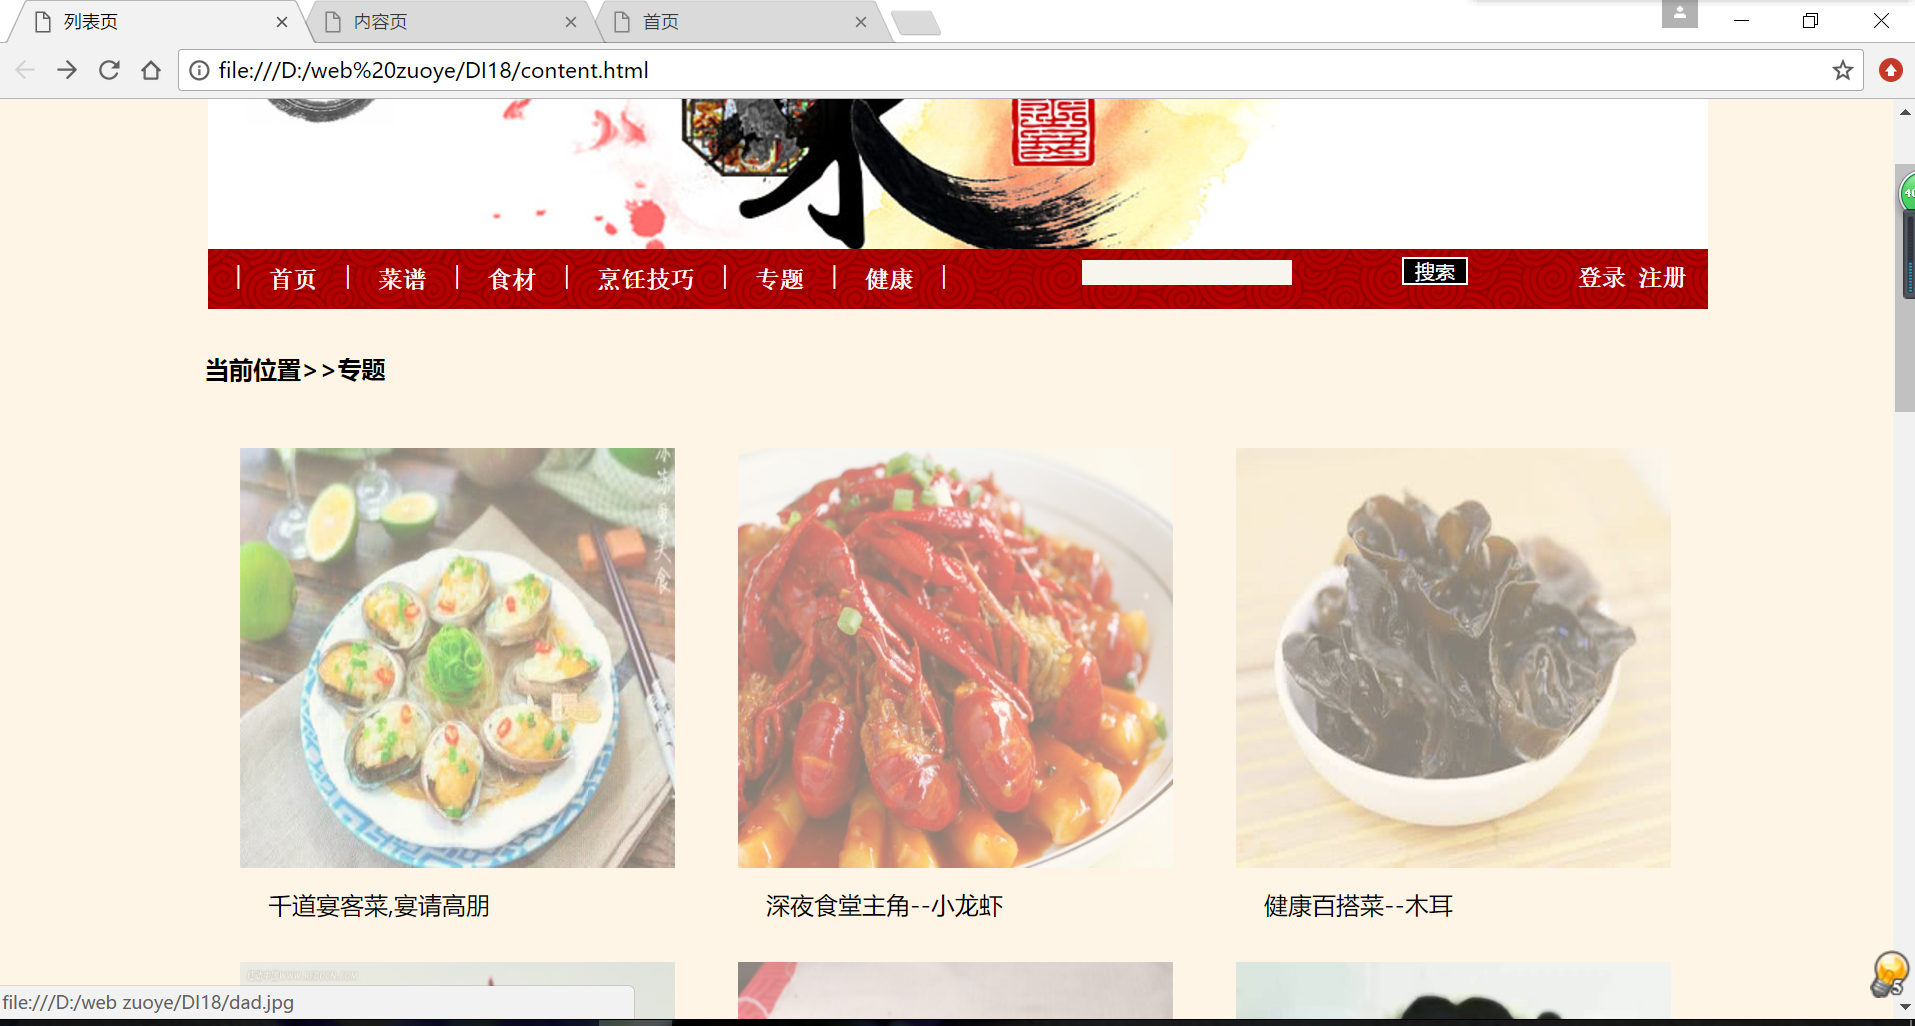 列表页
内容页
首页
file:///D:/web%20zuoye/DI18/content.html
首页 | 菜谱 | 食材 | 烹饪技巧 | 专题 | 健康 |
搜索
登录 注册
当前位置>>专题
千道宴客菜,宴请高朋
深夜食堂主角--小龙虾
健康百搭菜--木耳
file:///D:/web zuoye/DI18/dad.jpg
5